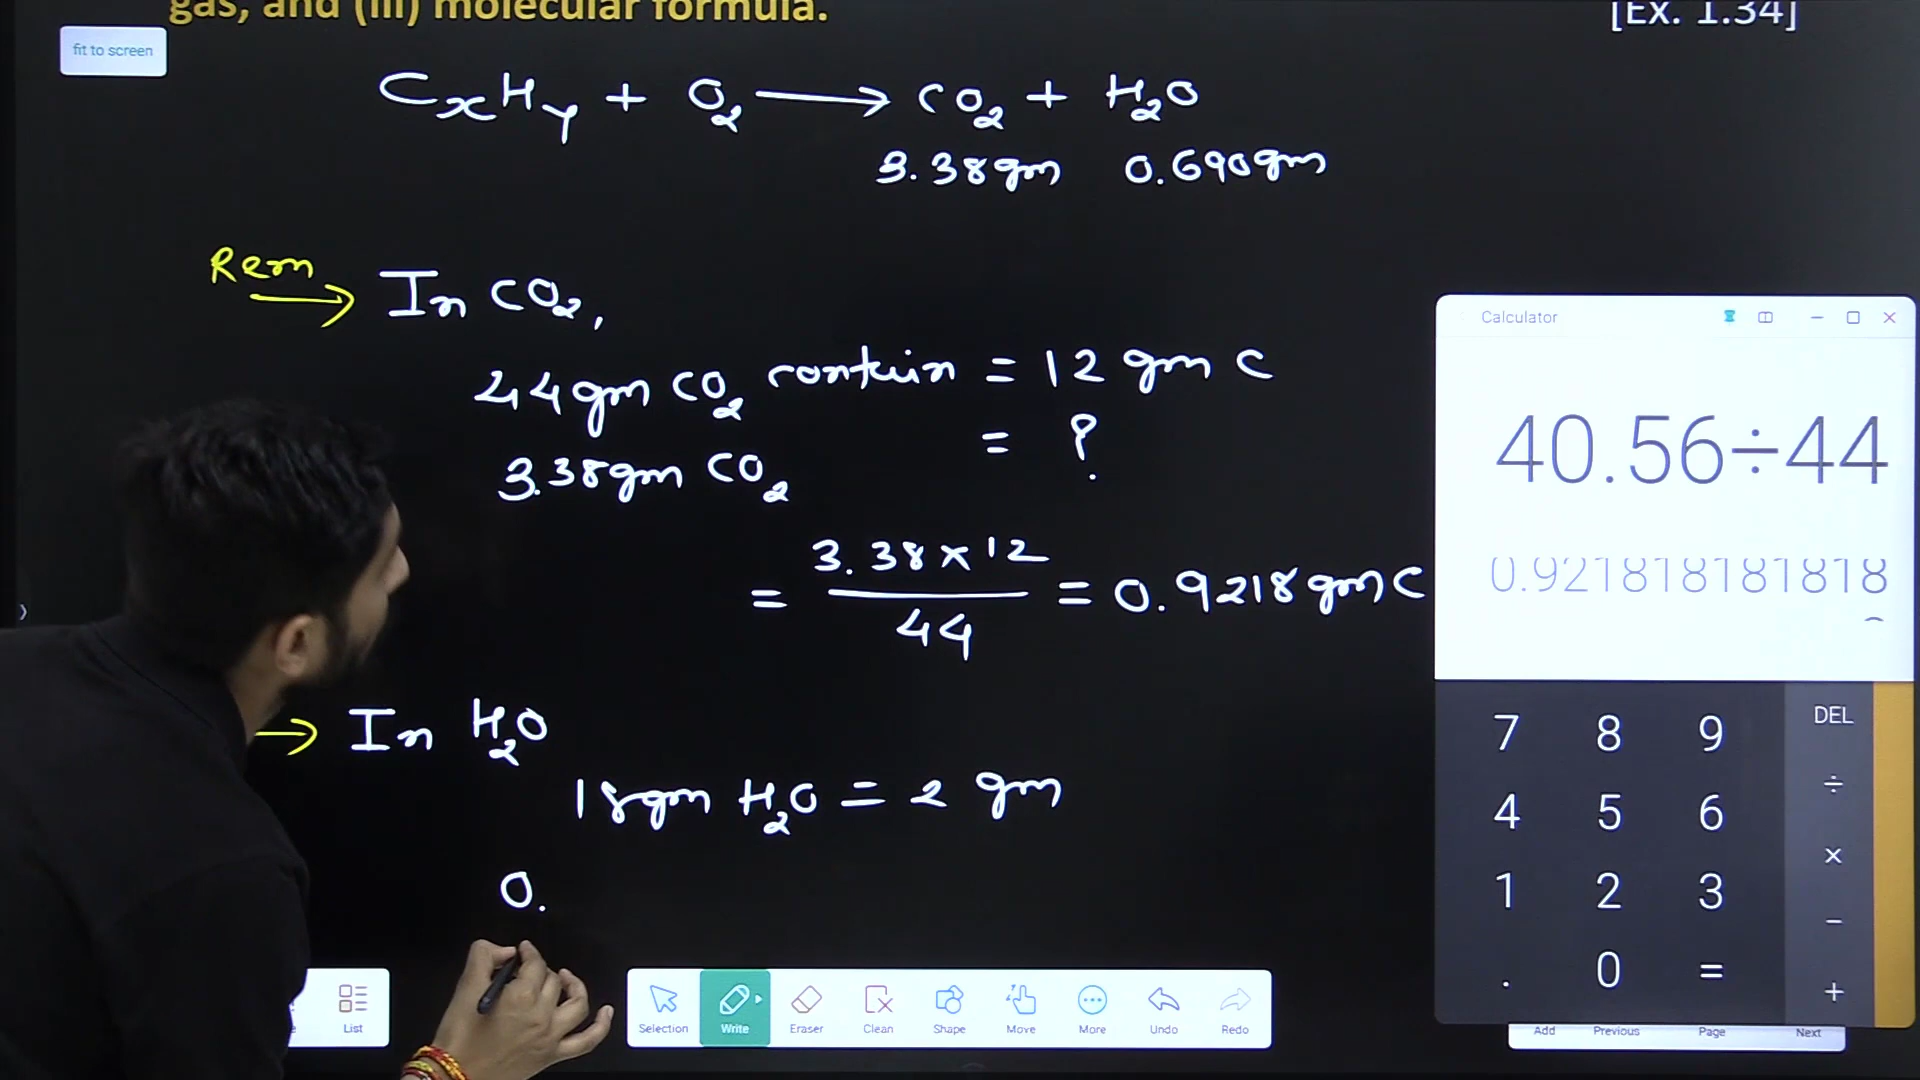 gas, and (iii) molecular formula.
[Ex. 1.34]
fit to screen
CxHy + O2 → CO2 + H2O
3.38gm 0.690gm
Rem → In CO2,
44gm CO2 contain = 12 gm C
3.38gm CO2 = ?
= 3.38 × 12 / 44 = 0.9218gm C
→ In H2O
18gm H2O = 2 gm
0.
Calculator
40.56÷44
0.921818181818
7 8 9 DEL
÷
4 5 6
×
1 2 3
−
. 0 =
+
List
Selection Write Eraser Clean Shape Move More Undo Redo
Add Previous Page Next